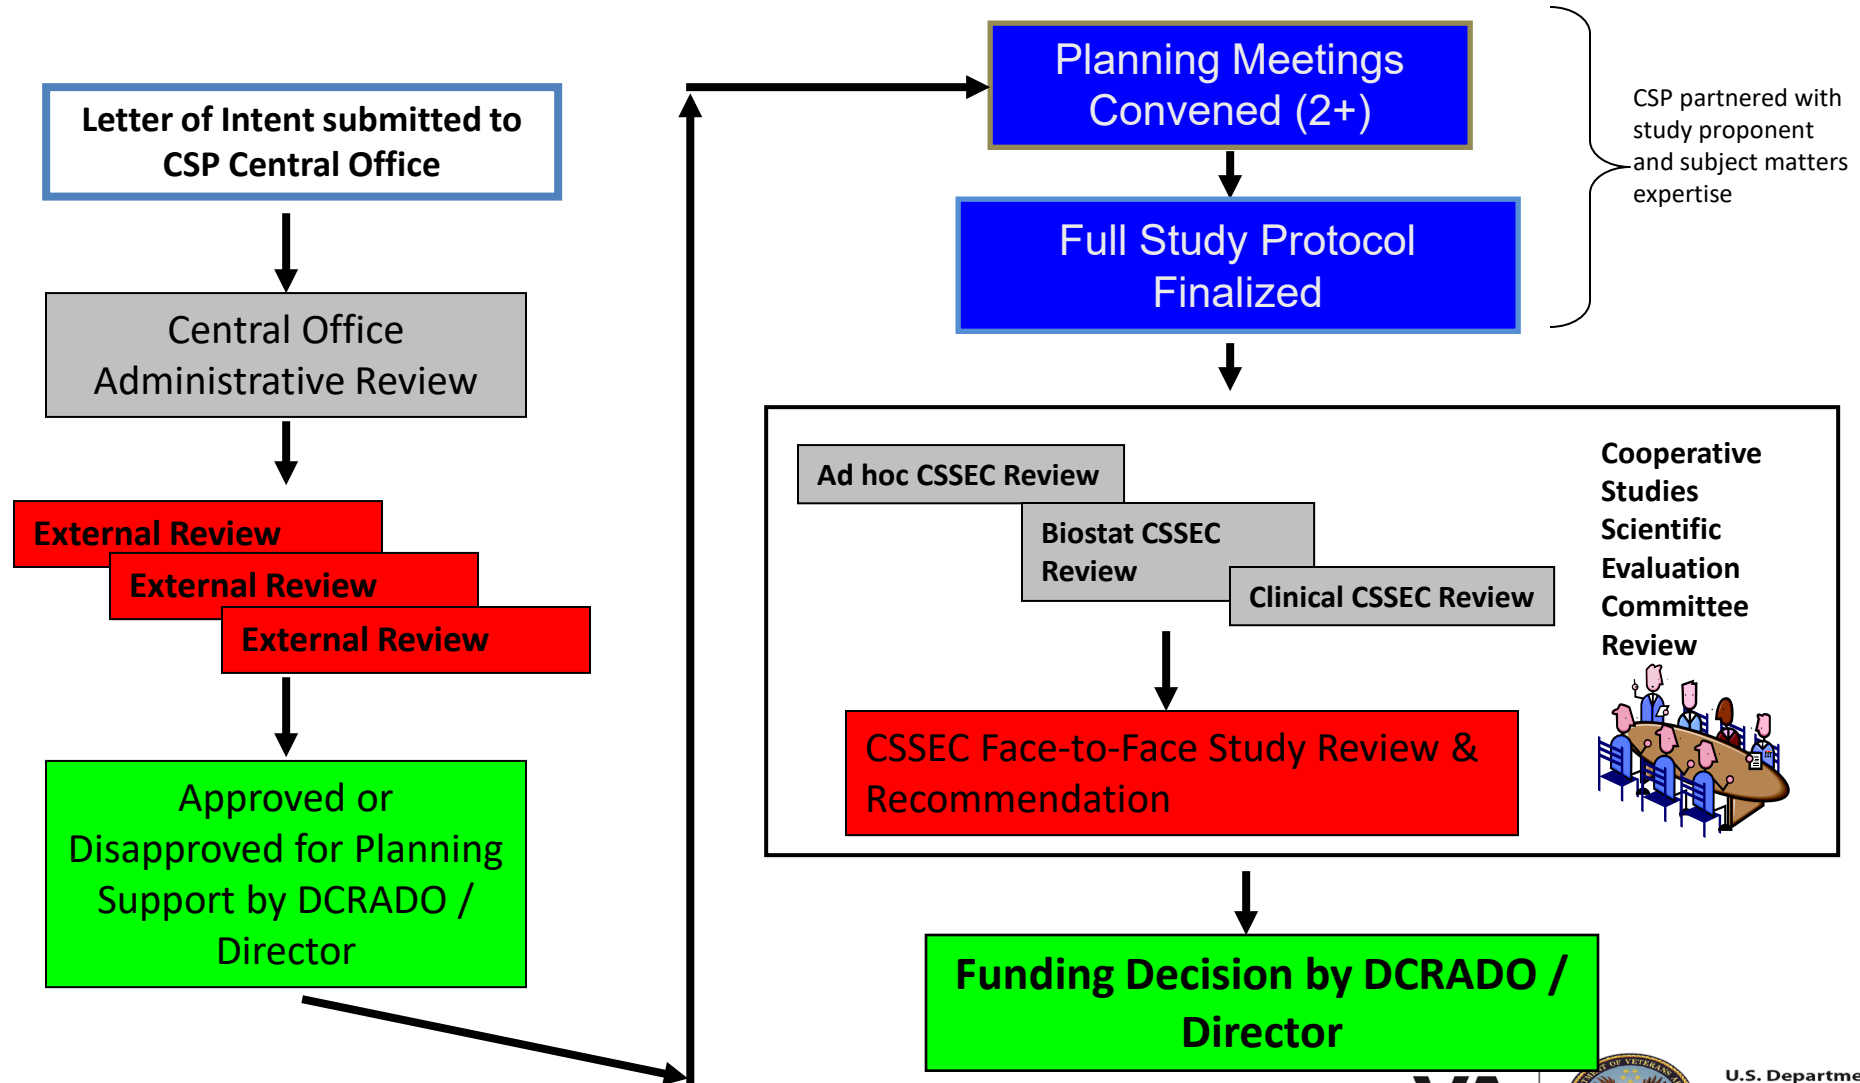 Letter of Intent submitted to
CSP Central Office
Central Office
Administrative Review
External Review
External Review
External Review
Approved or
Disapproved for Planning
Support by DCRADO /
Director
Planning Meetings
Convened (2+)
Full Study Protocol
Finalized
CSP partnered with
study proponent
and subject matters
expertise
Ad hoc CSSEC Review
Biostat CSSEC
Review
Clinical CSSEC Review
Cooperative
Studies
Scientific
Evaluation
Committee
Review
CSSEC Face-to-Face Study Review &
Recommendation
Funding Decision by DCRADO /
Director
VA
U.S. Departme